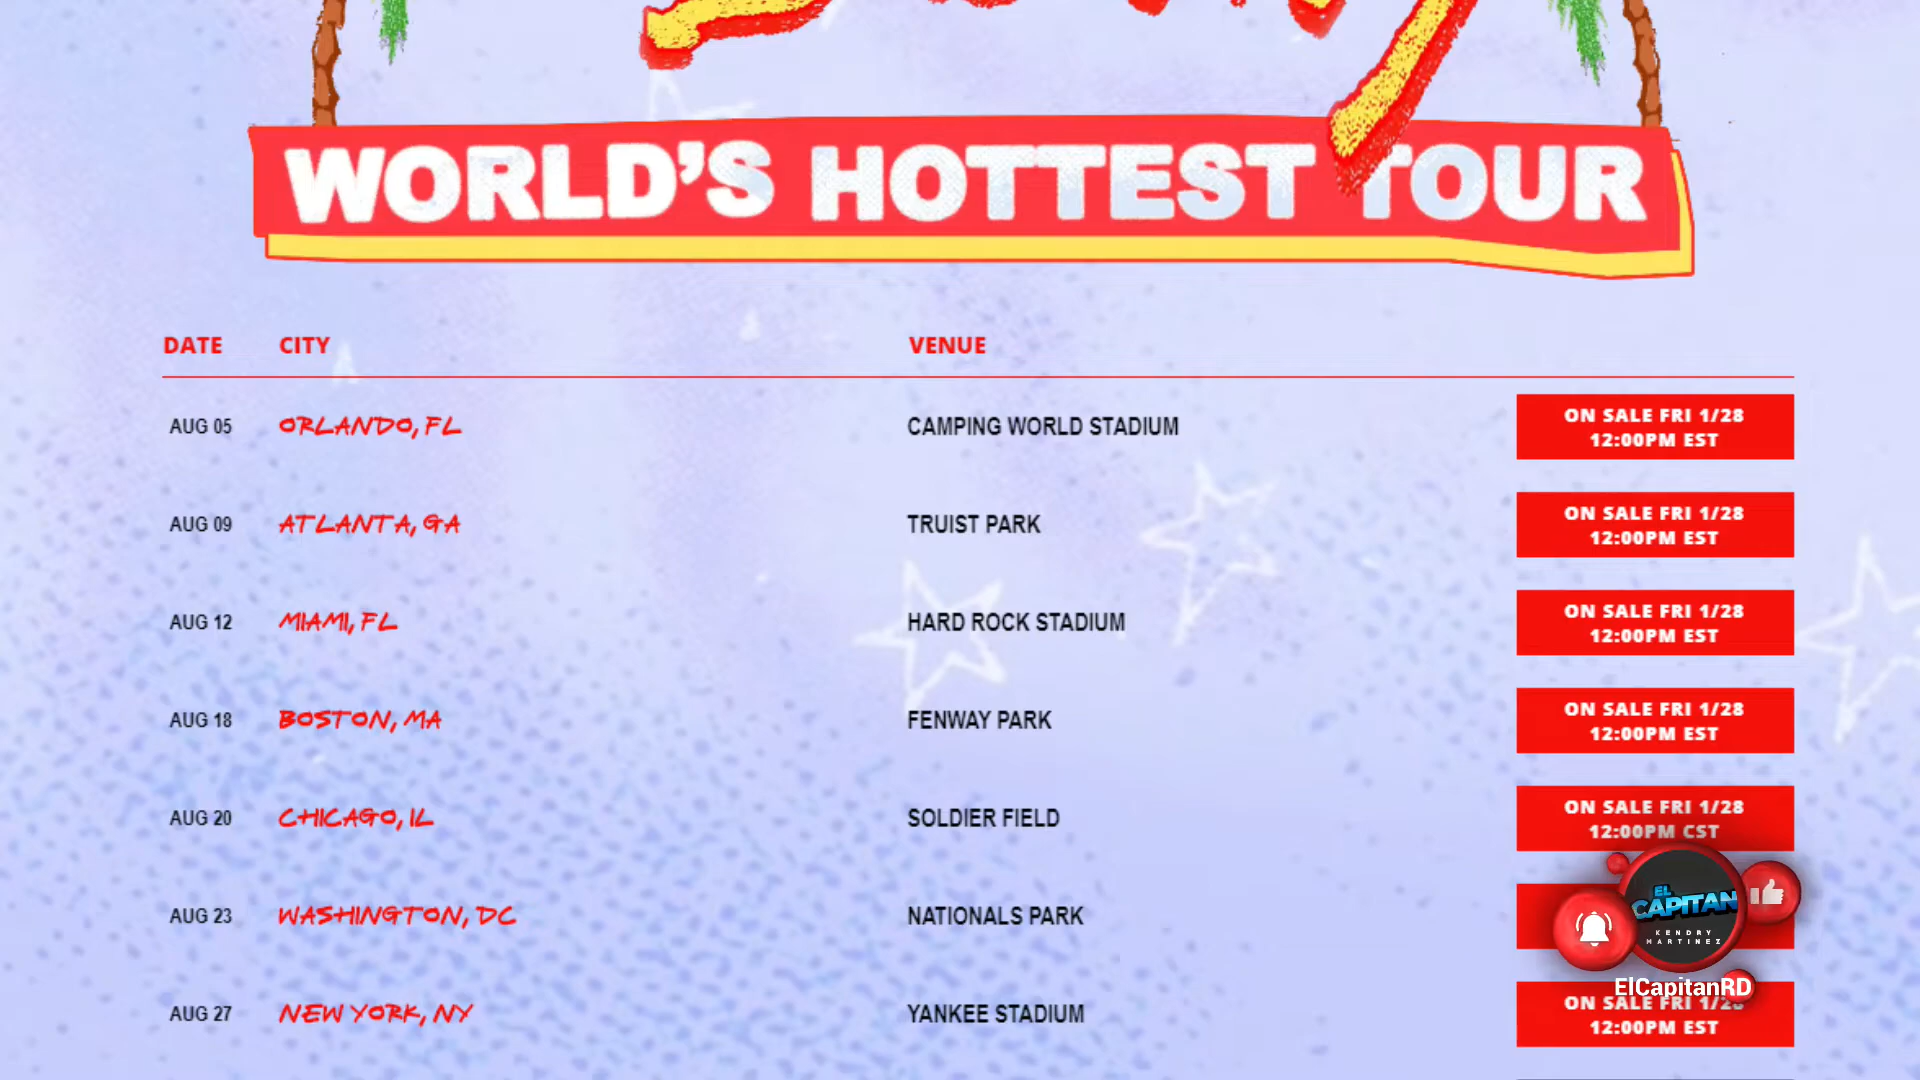 WORLD'S HOTTEST TOUR
DATE CITY VENUE
AUG 05 ORLANDO, FL CAMPING WORLD STADIUM ON SALE FRI 1/28
12:00PM EST
AUG 09 ATLANTA, GA TRUIST PARK ON SALE FRI 1/28
12:00PM EST
AUG 12 MIAMI, FL HARD ROCK STADIUM ON SALE FRI 1/28
12:00PM EST
AUG 18 BOSTON, MA FENWAY PARK ON SALE FRI 1/28
12:00PM EST
AUG 20 CHICAGO, IL SOLDIER FIELD ON SALE FRI 1/28
12:00PM CST
AUG 23 WASHINGTON, DC NATIONALS PARK
EL
CAPITAN
KENDRY
MARTINEZ
ElCapitanRD
AUG 27 NEW YORK, NY YANKEE STADIUM ON SALE FRI 1/28
12:00PM EST